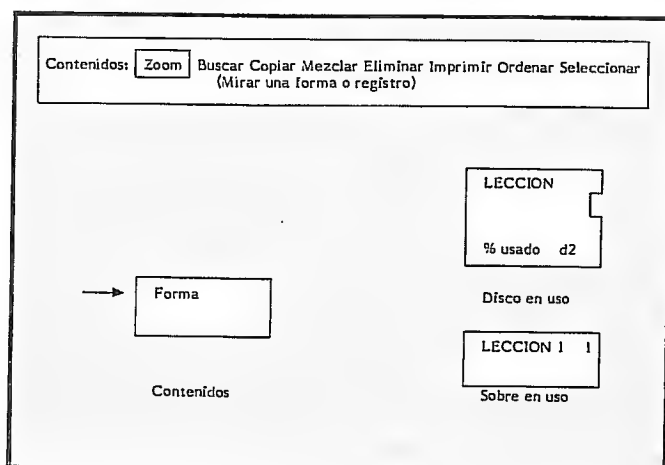 Contenidos: Zoom Buscar Copiar Mezclar Eliminar Imprimir Ordenar Seleccionar
(Mirar una forma o registro)
LECCION
% usado d2
Disco en uso
Forma
Contenidos
LECCION 1 1
Sobre en uso